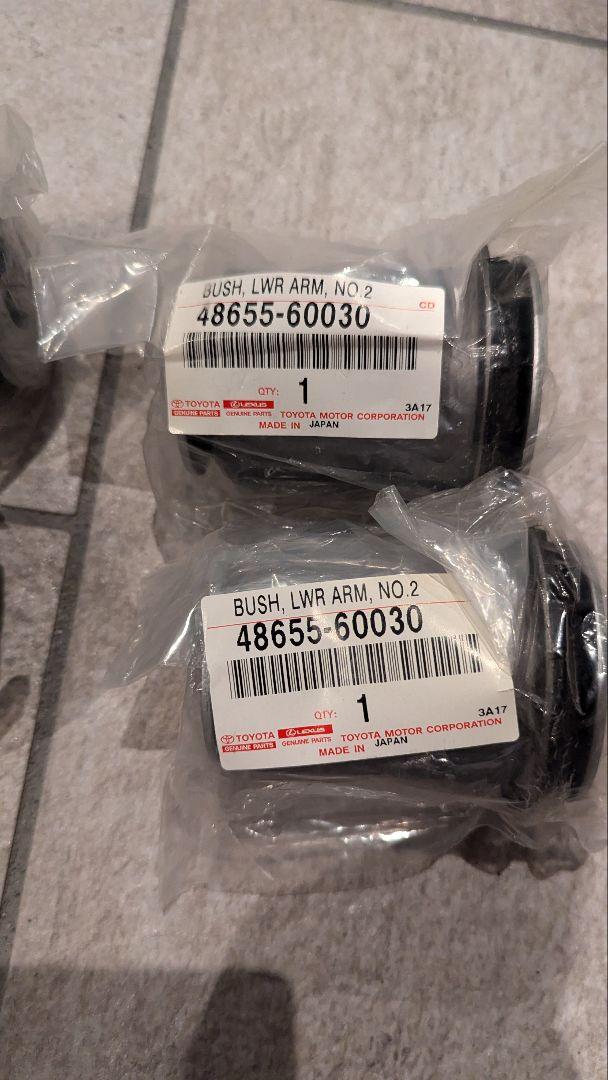 BUSH, LWR ARM, NO.2
CD
48655-60030
QTY: 1
3A17
TOYOTA LEXUS
GENUINE PARTS GENUINE PARTS TOYOTA MOTOR CORPORATION
MADE IN JAPAN
BUSH, LWR ARM, NO.2
48655-60030
QTY: 1
3A17
TOYOTA LEXUS
GENUINE PARTS GENUINE PARTS TOYOTA MOTOR CORPORATION
MADE IN JAPAN